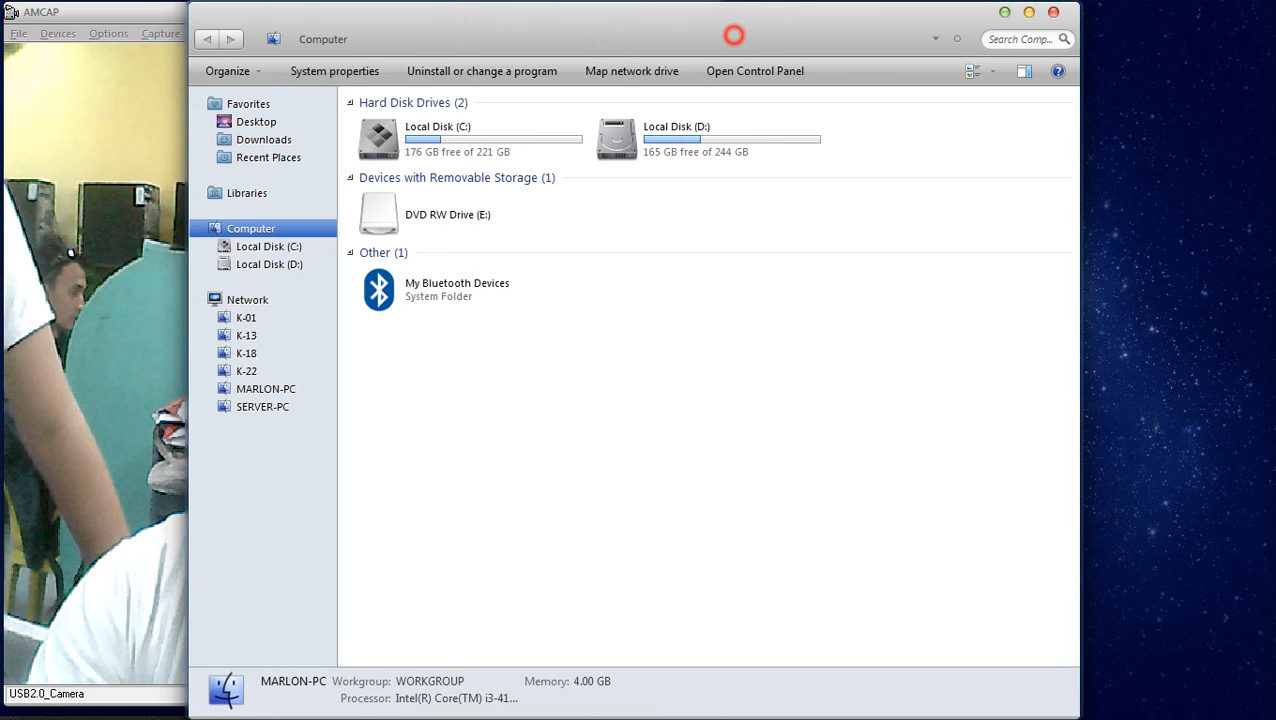 AMCAP
File Devices Options Capture
USB2.0_Camera
Computer
Search Comp...
Organize System properties Uninstall or change a program Map network drive Open Control Panel
Favorites
Desktop
Downloads
Recent Places
Libraries
Computer
Local Disk (C:)
Local Disk (D:)
Network
K-01
K-13
K-18
K-22
MARLON-PC
SERVER-PC
Hard Disk Drives (2)
Local Disk (C:)
176 GB free of 221 GB
Local Disk (D:)
165 GB free of 244 GB
Devices with Removable Storage (1)
DVD RW Drive (E:)
Other (1)
My Bluetooth Devices
System Folder
MARLON-PC Workgroup: WORKGROUP Memory: 4.00 GB
Processor: Intel(R) Core(TM) i3-41...